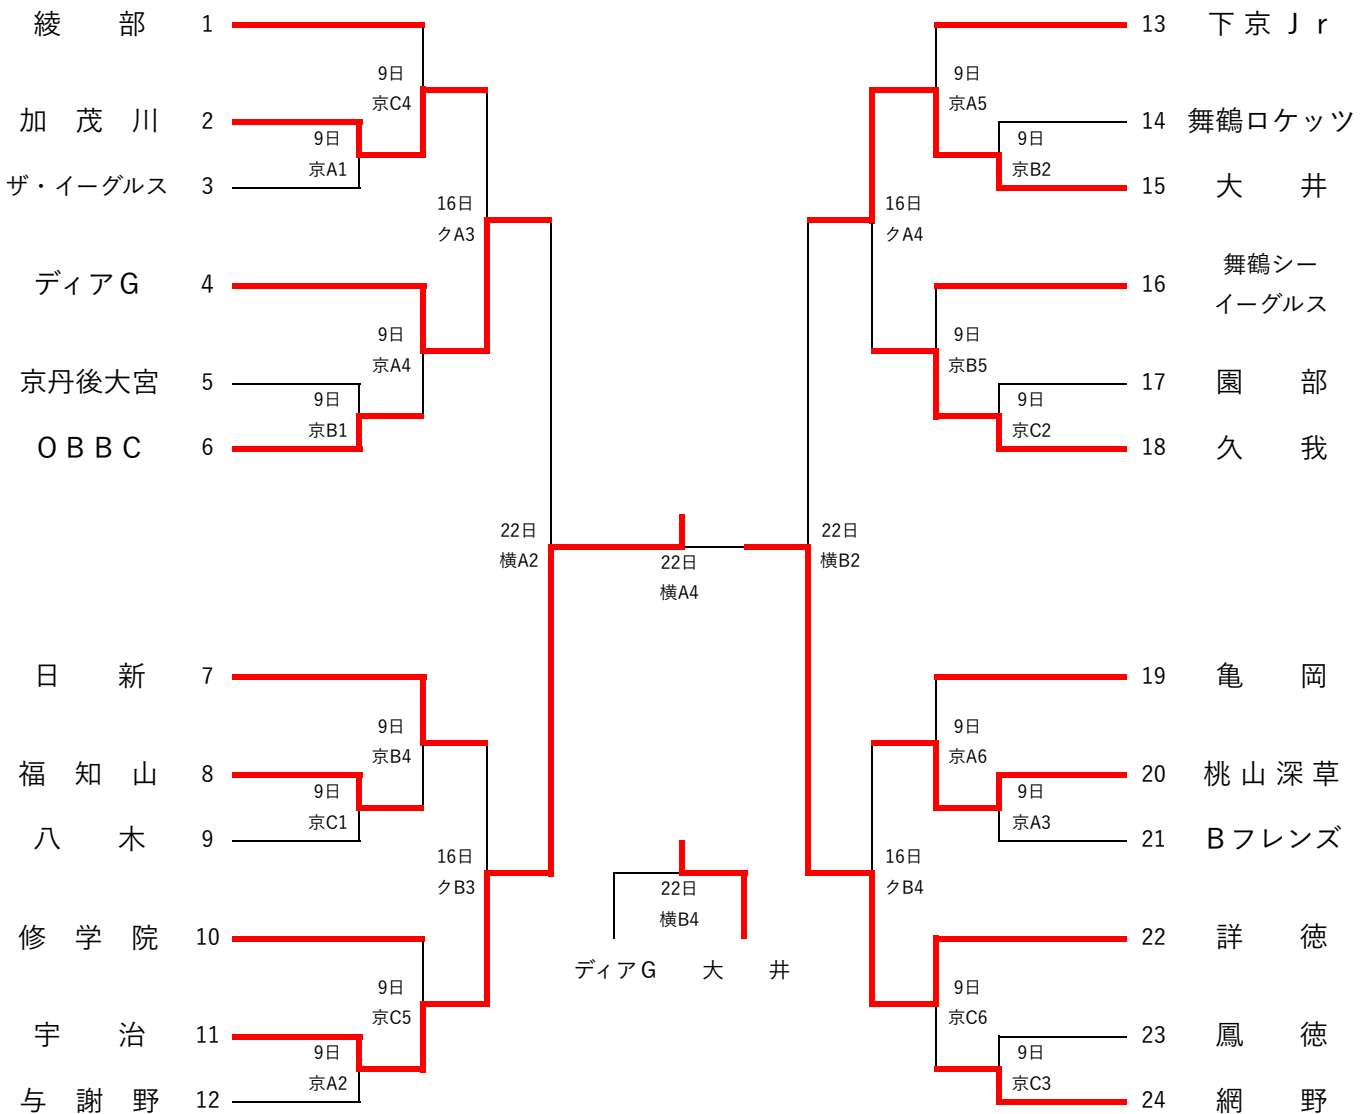 綾部 1
9日
京C4
加茂川 2
9日
京A1
ザ・イーグルス 3
16日
クA3
ディアG 4
9日
京A4
京丹後大宮 5
9日
京B1
OBBC 6
22日
横A2
日新 7
9日
京B4
福知山 8
9日
京C1
八木 9
16日
クB3
修学院 10
9日
京C5
宇治 11
9日
京A2
与謝野 12
22日
横A4
22日
横B4
ディアG 大井
13 下京Jr
9日
京A5
14 舞鶴ロケッツ
9日
京B2
15 大井
16日
クA4
16 舞鶴シー
イーグルス
9日
京B5
17 園部
9日
京C2
18 久我
22日
横B2
19 亀岡
9日
京A6
20 桃山深草
9日
京A3
21 Bフレンズ
16日
クB4
22 詳徳
9日
京C6
23 鳳徳
9日
京C3
24 網野